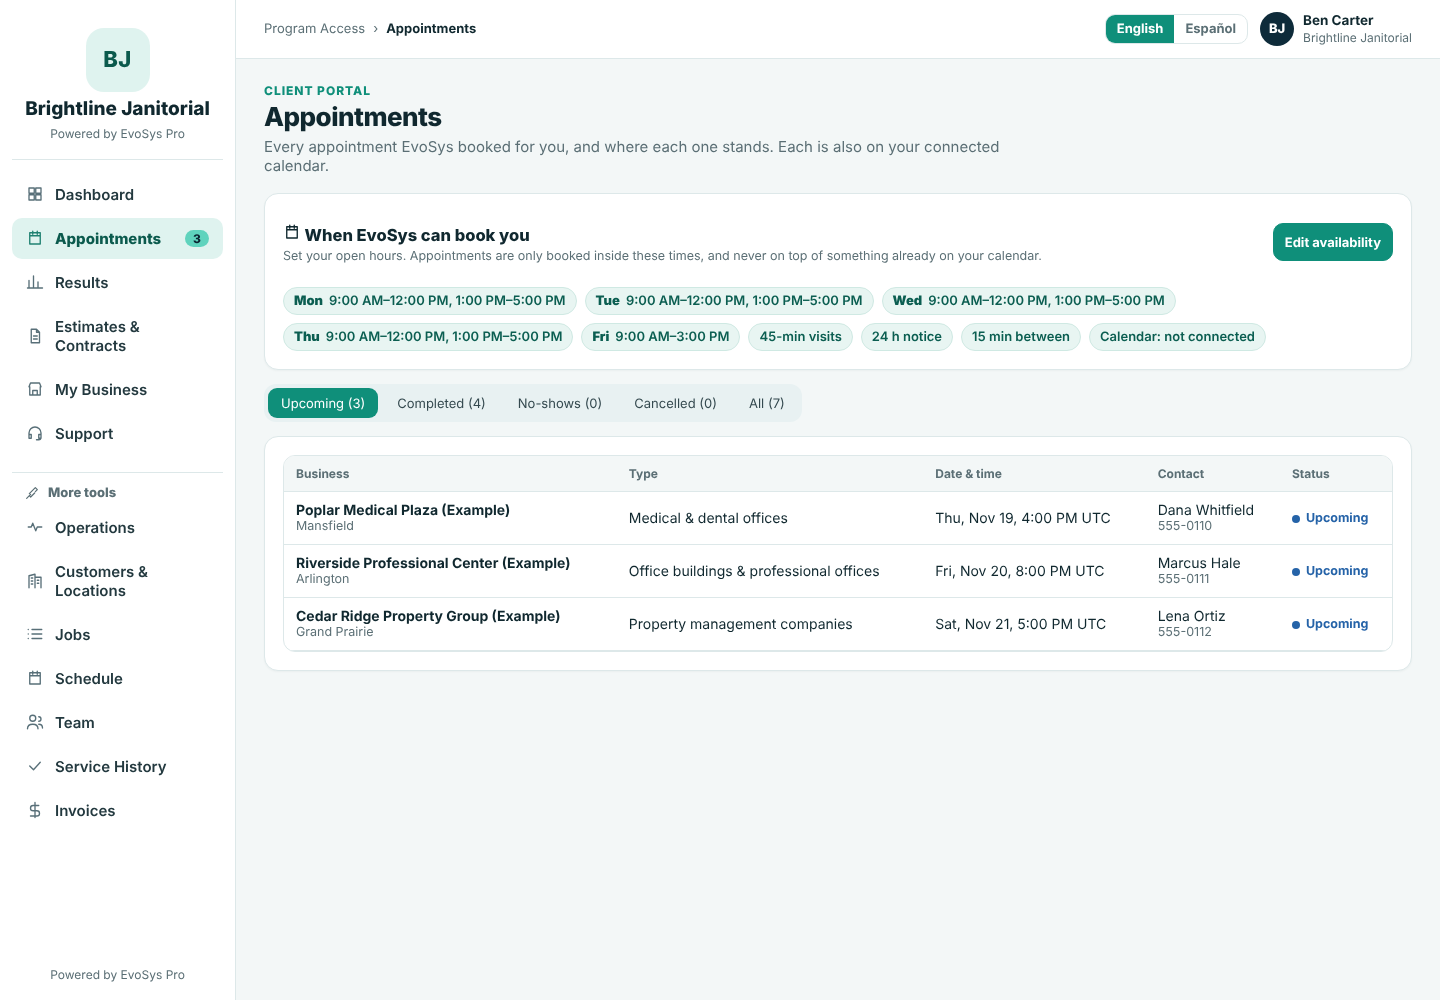 BJ
Brightline Janitorial
Powered by EvoSys Pro
Dashboard
Appointments 3
Results
Estimates &
Contracts
My Business
Support
More tools
Operations
Customers &
Locations
Jobs
Schedule
Team
Service History
Invoices
Powered by EvoSys Pro
Program Access › Appointments
English Español
BJ
Ben Carter
Brightline Janitorial
CLIENT PORTAL
Appointments
Every appointment EvoSys booked for you, and where each one stands. Each is also on your connected
calendar.
When EvoSys can book you
Set your open hours. Appointments are only booked inside these times, and never on top of something already on your calendar.
Edit availability
Mon 9:00 AM–12:00 PM, 1:00 PM–5:00 PM Tue 9:00 AM–12:00 PM, 1:00 PM–5:00 PM Wed 9:00 AM–12:00 PM, 1:00 PM–5:00 PM
Thu 9:00 AM–12:00 PM, 1:00 PM–5:00 PM Fri 9:00 AM–3:00 PM 45-min visits 24 h notice 15 min between Calendar: not connected
Upcoming (3) Completed (4) No-shows (0) Cancelled (0) All (7)
Business Type Date & time Contact Status
Poplar Medical Plaza (Example)
Mansfield
Medical & dental offices
Thu, Nov 19, 4:00 PM UTC
Dana Whitfield
555-0110
Upcoming
Riverside Professional Center (Example)
Arlington
Office buildings & professional offices
Fri, Nov 20, 8:00 PM UTC
Marcus Hale
555-0111
Upcoming
Cedar Ridge Property Group (Example)
Grand Prairie
Property management companies
Sat, Nov 21, 5:00 PM UTC
Lena Ortiz
555-0112
Upcoming